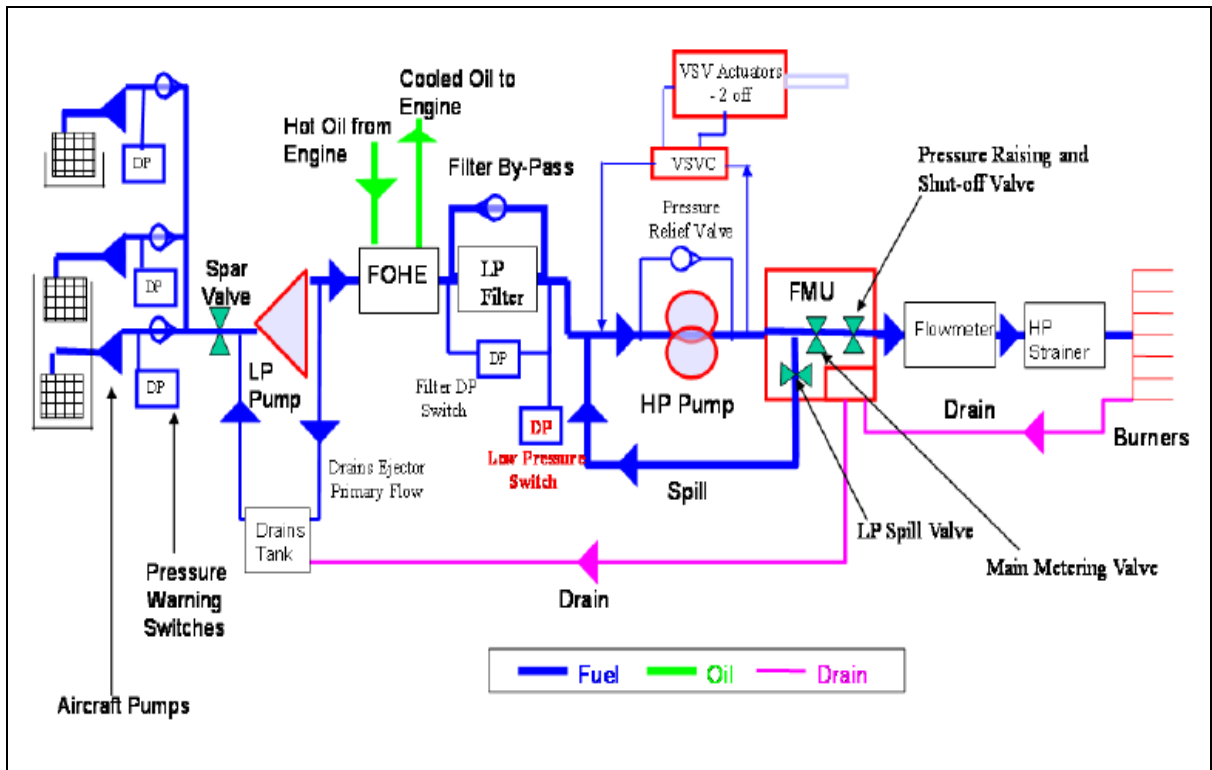 VSV Actuators
- 2 off
Cooled Oil to
Engine
Hot Oil from
Engine
DP
Filter By-Pass
VSVC
Pressure Raising and
Shut-off Valve
Pressure
Relief Valve
DP
Spar
Valve
FOHE
LP
Filter
FMU
Flowmeter
HP
Strainer
DP
LP
Pump
DP
Filter DP
Switch
HP Pump
DP
Low Pressure
Switch
Drain
Burners
Drains Ejector
Primary Flow
Spill
Drains
Tank
LP Spill Valve
Main Metering Valve
Pressure
Warning
Switches
Drain
Fuel
Oil
Drain
Aircraft Pumps